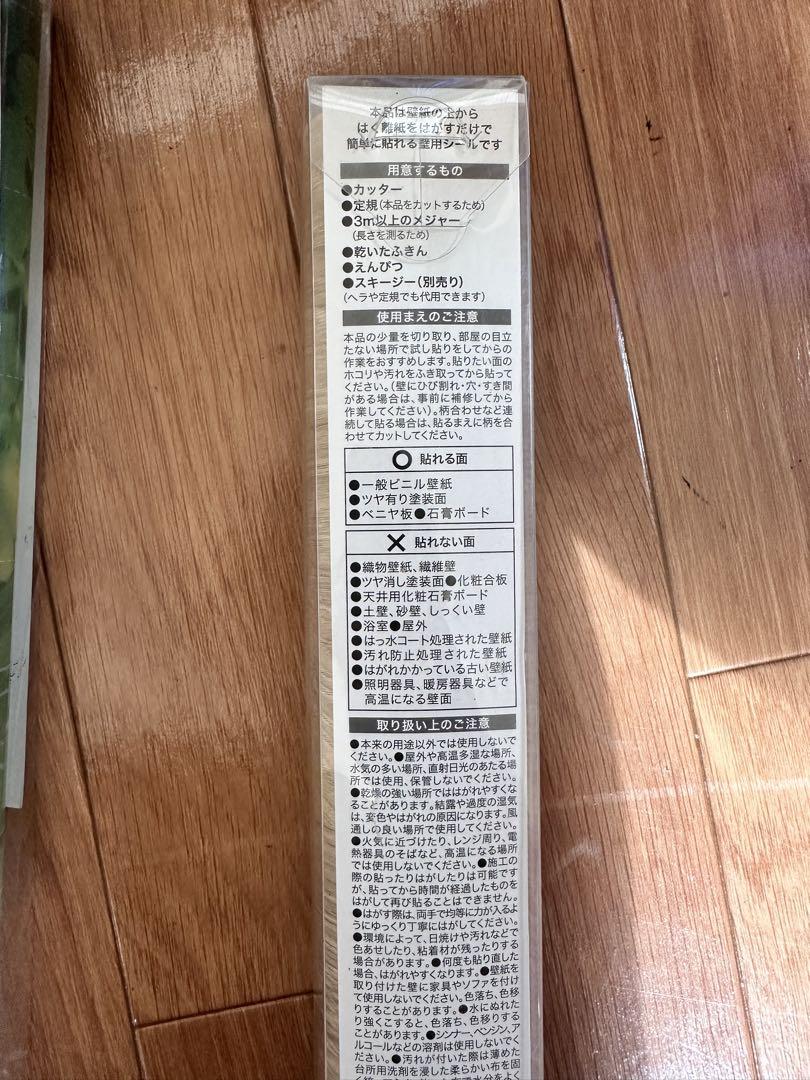 本品は壁紙の上から
はく離紙をはがすだけで
簡単に貼れる壁用シールです
用意するもの
●カッター
●定規(本品をカットするため)
●3m以上のメジャー
(長さを測るため)
●乾いたふきん
●えんぴつ
●スキージー(別売り)
(ヘラや定規でも代用できます)
使用まえのご注意
本品の少量を切り取り、部屋の目立
たない場所で試し貼りをしてからの
作業をおすすめします。貼りたい面の
ホコリや汚れをふき取ってから貼って
ください。(壁にひび割れ・穴・すき間
がある場合は、事前に補修してから
作業してください)。柄合わせなど連
続して貼る場合は、貼るまえに柄を合
わせてカットしてください。
○ 貼れる面
●一般ビニル壁紙
●ツヤ有り塗装面
●ベニヤ板●石膏ボード
✕ 貼れない面
●織物壁紙、繊維壁
●ツヤ消し塗装面●化粧合板
●天井用化粧石膏ボード
●土壁、砂壁、しっくい壁
●浴室●屋外
●はっ水コート処理された壁紙
●汚れ防止処理された壁紙
●はがれかかっている古い壁紙
●照明器具、暖房器具などで
高温になる壁面
取り扱い上のご注意
●本来の用途以外では使用しないで
ください。●屋外や高温多湿な場所、
水気の多い場所、直射日光のあたる場
所では使用、保管しないでください。
●乾燥の強い場所でははがれやすくな
ることがあります。結露や過度の湿気
は、変色やはがれの原因になります。風
通しの良い場所で使用してください。
●火気に近づけたり、レンジ周り、電
熱器具のそばなど、高温になる場所
では使用しないでください。●施工の
際の貼ったりはがしたりは可能です
が、貼ってから時間が経過したものを
はがして再び貼ることはできません。
●はがす際は、両手で均等に力が入るよ
うにゆっくり丁寧にはがしてください。
●環境によって、日焼けや汚れなどで
色あせしたり、粘着材が残ったりする
場合があります。●何度も貼り直した
場合、はがれやすくなります。●壁紙を
取り付けた壁に家具やソファを付け
て使用しないでください。色落ち、色移
りすることがあります。●水にぬれた
り強くこすると、色落ち、色移りする
ことがあります。●シンナー、ベンジン、ア
ルコールなどの溶剤は使用しないでく
ださい。●汚れが付いた際は薄めた
台所用洗剤を浸した柔らかい布を固